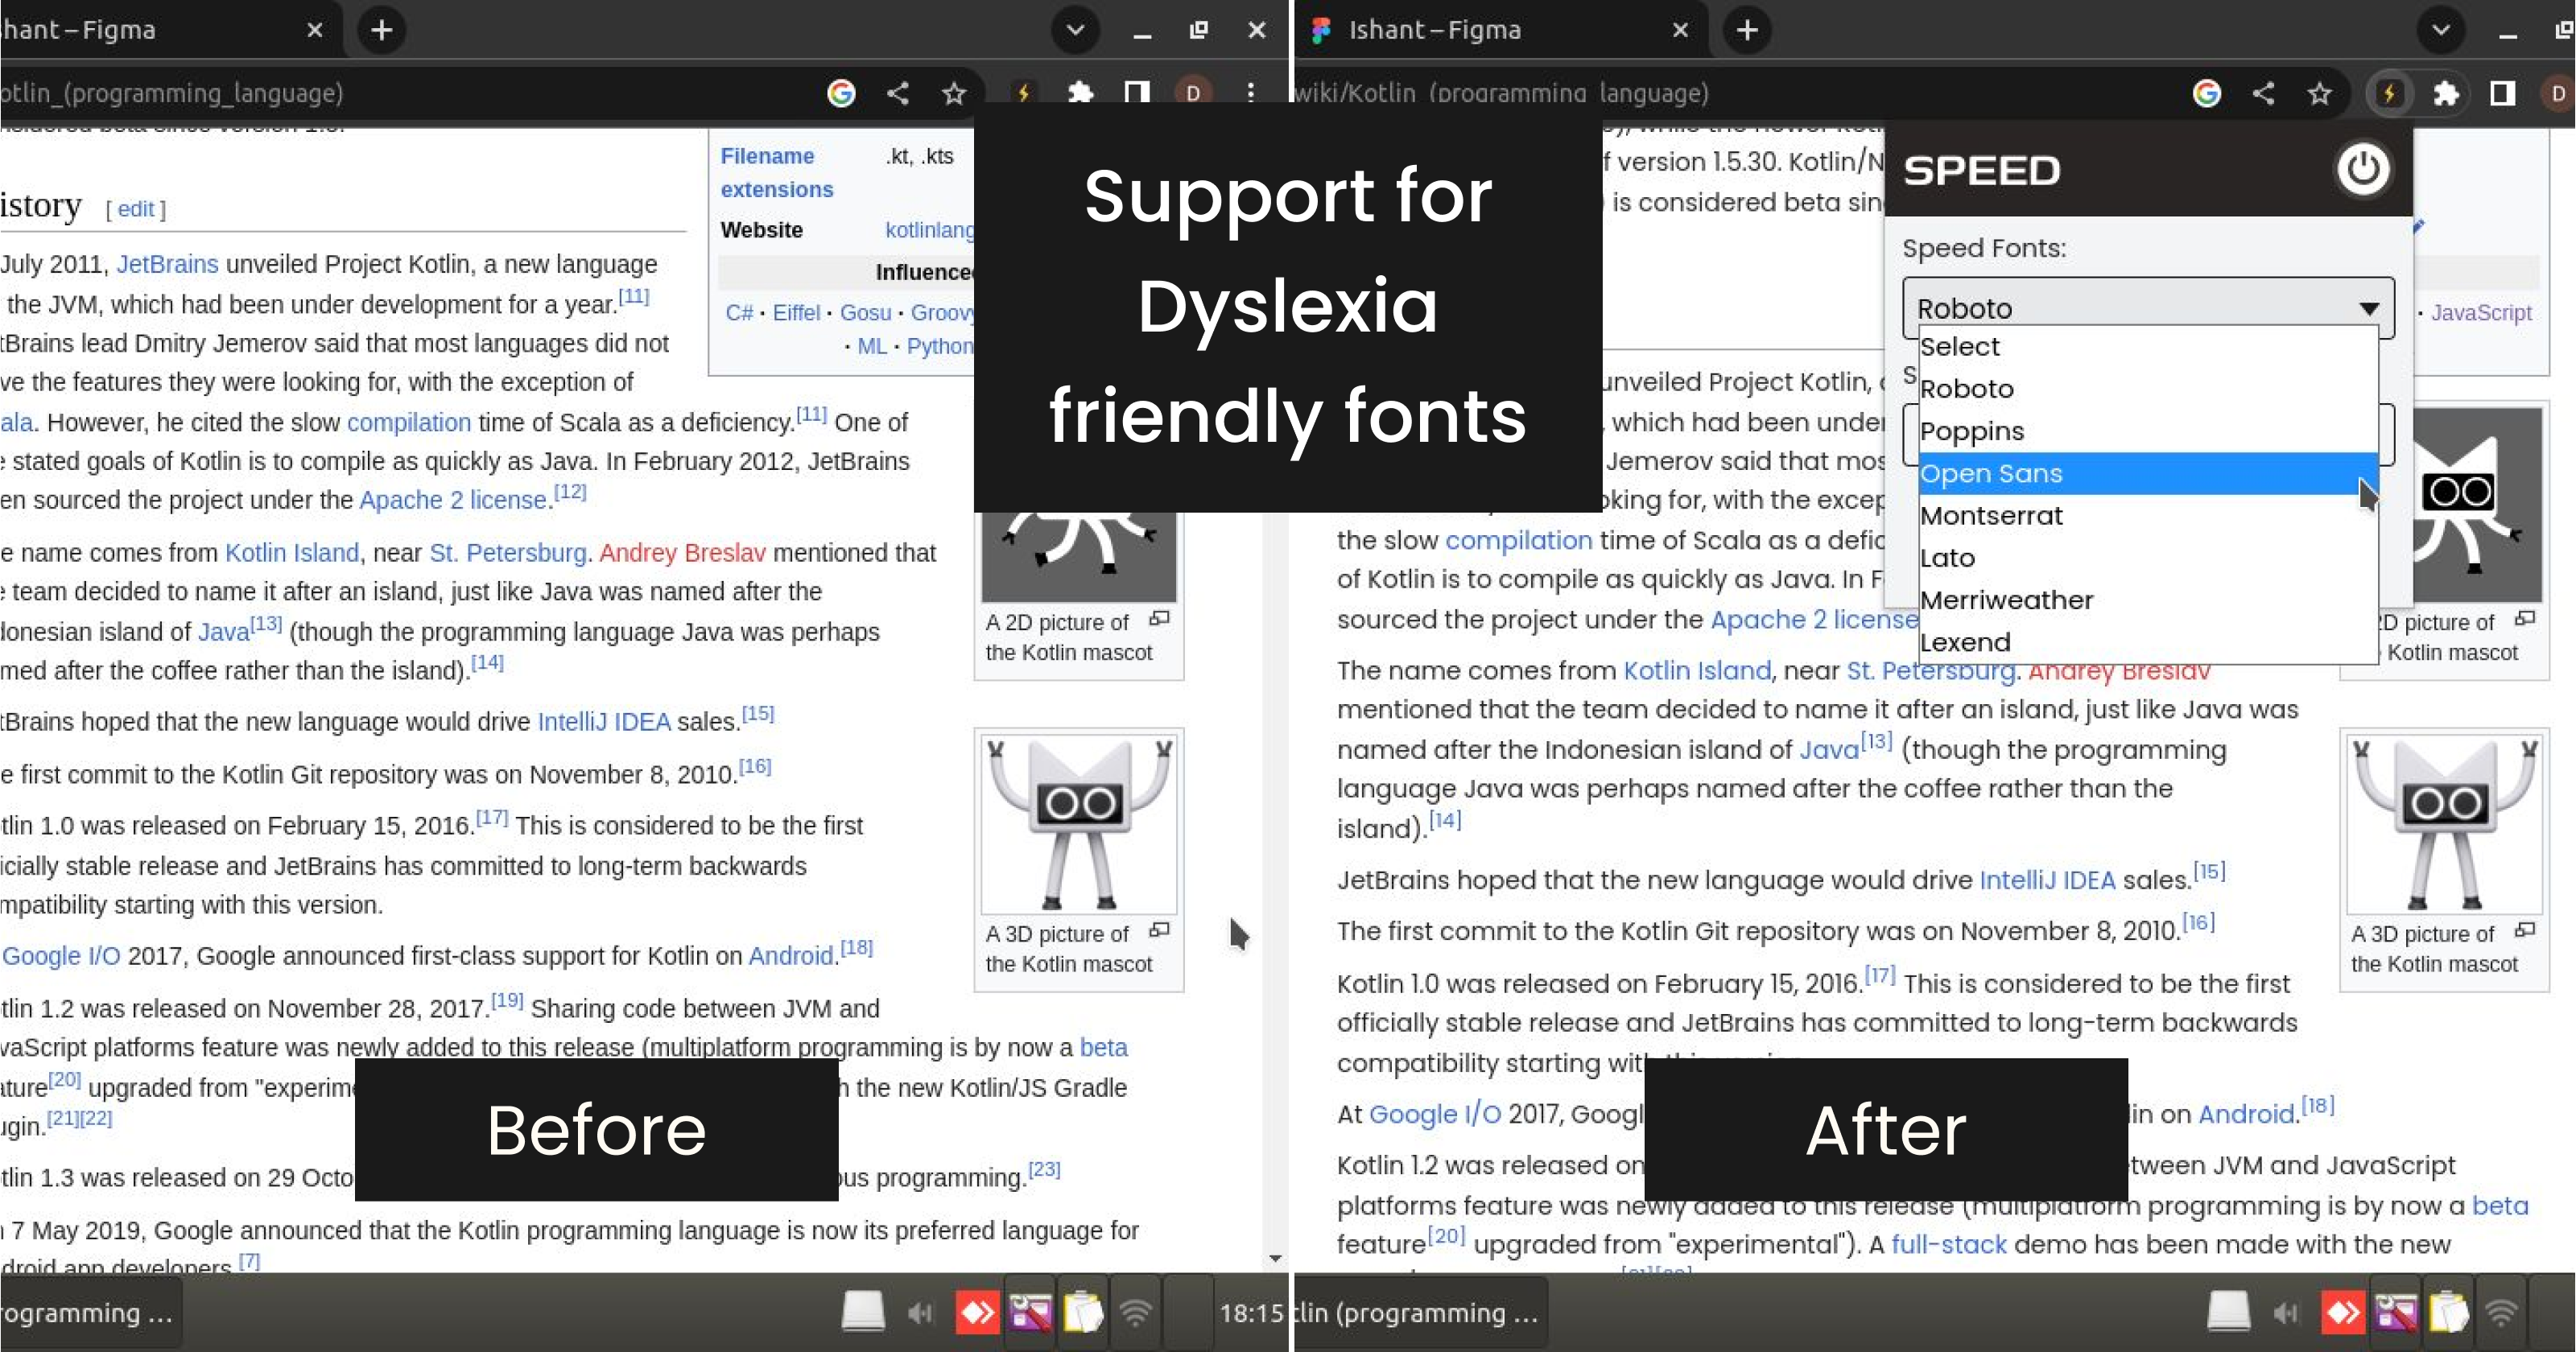 hant – Figma
otlin_(programming_language)
D
istory [ edit ]
July 2011, JetBrains unveiled Project Kotlin, a new language
the JVM, which had been under development for a year.[11]
tBrains lead Dmitry Jemerov said that most languages did not
ve the features they were looking for, with the exception of
ala. However, he cited the slow compilation time of Scala as a deficiency.[11] One of
e stated goals of Kotlin is to compile as quickly as Java. In February 2012, JetBrains
en sourced the project under the Apache 2 license.[12]
e name comes from Kotlin Island, near St. Petersburg. Andrey Breslav mentioned that
e team decided to name it after an island, just like Java was named after the
donesian island of Java[13] (though the programming language Java was perhaps
med after the coffee rather than the island).[14]
tBrains hoped that the new language would drive IntelliJ IDEA sales.[15]
e first commit to the Kotlin Git repository was on November 8, 2010.[16]
tlin 1.0 was released on February 15, 2016.[17] This is considered to be the first
icially stable release and JetBrains has committed to long-term backwards
mpatibility starting with this version.
Google I/O 2017, Google announced first-class support for Kotlin on Android.[18]
tlin 1.2 was released on November 28, 2017.[19] Sharing code between JVM and
vaScript platforms feature was newly added to this release (multiplatform programming is by now a beta
ature[20] upgraded from "experime
h the new Kotlin/JS Gradle
ugin.[21][22]
tlin 1.3 was released on 29 Octo
ous programming.[23]
n 7 May 2019, Google announced that the Kotlin programming language is now its preferred language for
droid app developers.[7]
Filename extensions
.kt, .kts
Website
kotlinlang
Influence
C# · Eiffel · Gosu · Groovy
· ML · Python
A 2D picture of
the Kotlin mascot
A 3D picture of
the Kotlin mascot
Before
rogramming ...
18:15
Support for
Dyslexia
friendly fonts
Ishant – Figma
wiki/Kotlin_(programming_language)
D
f version 1.5.30. Kotlin/N
is considered beta sin
SPEED
Speed Fonts:
Roboto
Select
Roboto
Poppins
Open Sans
Montserrat
Lato
Merriweather
Lexend
S
· JavaScript
unveiled Project Kotlin,
, which had been under
Jemerov said that mos
oking for, with the excep
the slow compilation time of Scala as a defic
of Kotlin is to compile as quickly as Java. In F
sourced the project under the Apache 2 license
The name comes from Kotlin Island, near St. Petersburg. Andrey Breslav
mentioned that the team decided to name it after an island, just like Java was
named after the Indonesian island of Java[13] (though the programming
language Java was perhaps named after the coffee rather than the
island).[14]
JetBrains hoped that the new language would drive IntelliJ IDEA sales.[15]
The first commit to the Kotlin Git repository was on November 8, 2010.[16]
Kotlin 1.0 was released on February 15, 2016.[17] This is considered to be the first
officially stable release and JetBrains has committed to long-term backwards
compatibility starting wit
At Google I/O 2017, Googl
lin on Android.[18]
Kotlin 1.2 was released on
tween JVM and JavaScript
platforms feature was newly added to this release (multiplatform programming is by now a beta
feature[20] upgraded from "experimental"). A full-stack demo has been made with the new
2D picture of
Kotlin mascot
A 3D picture of
the Kotlin mascot
After
tlin (programming ...